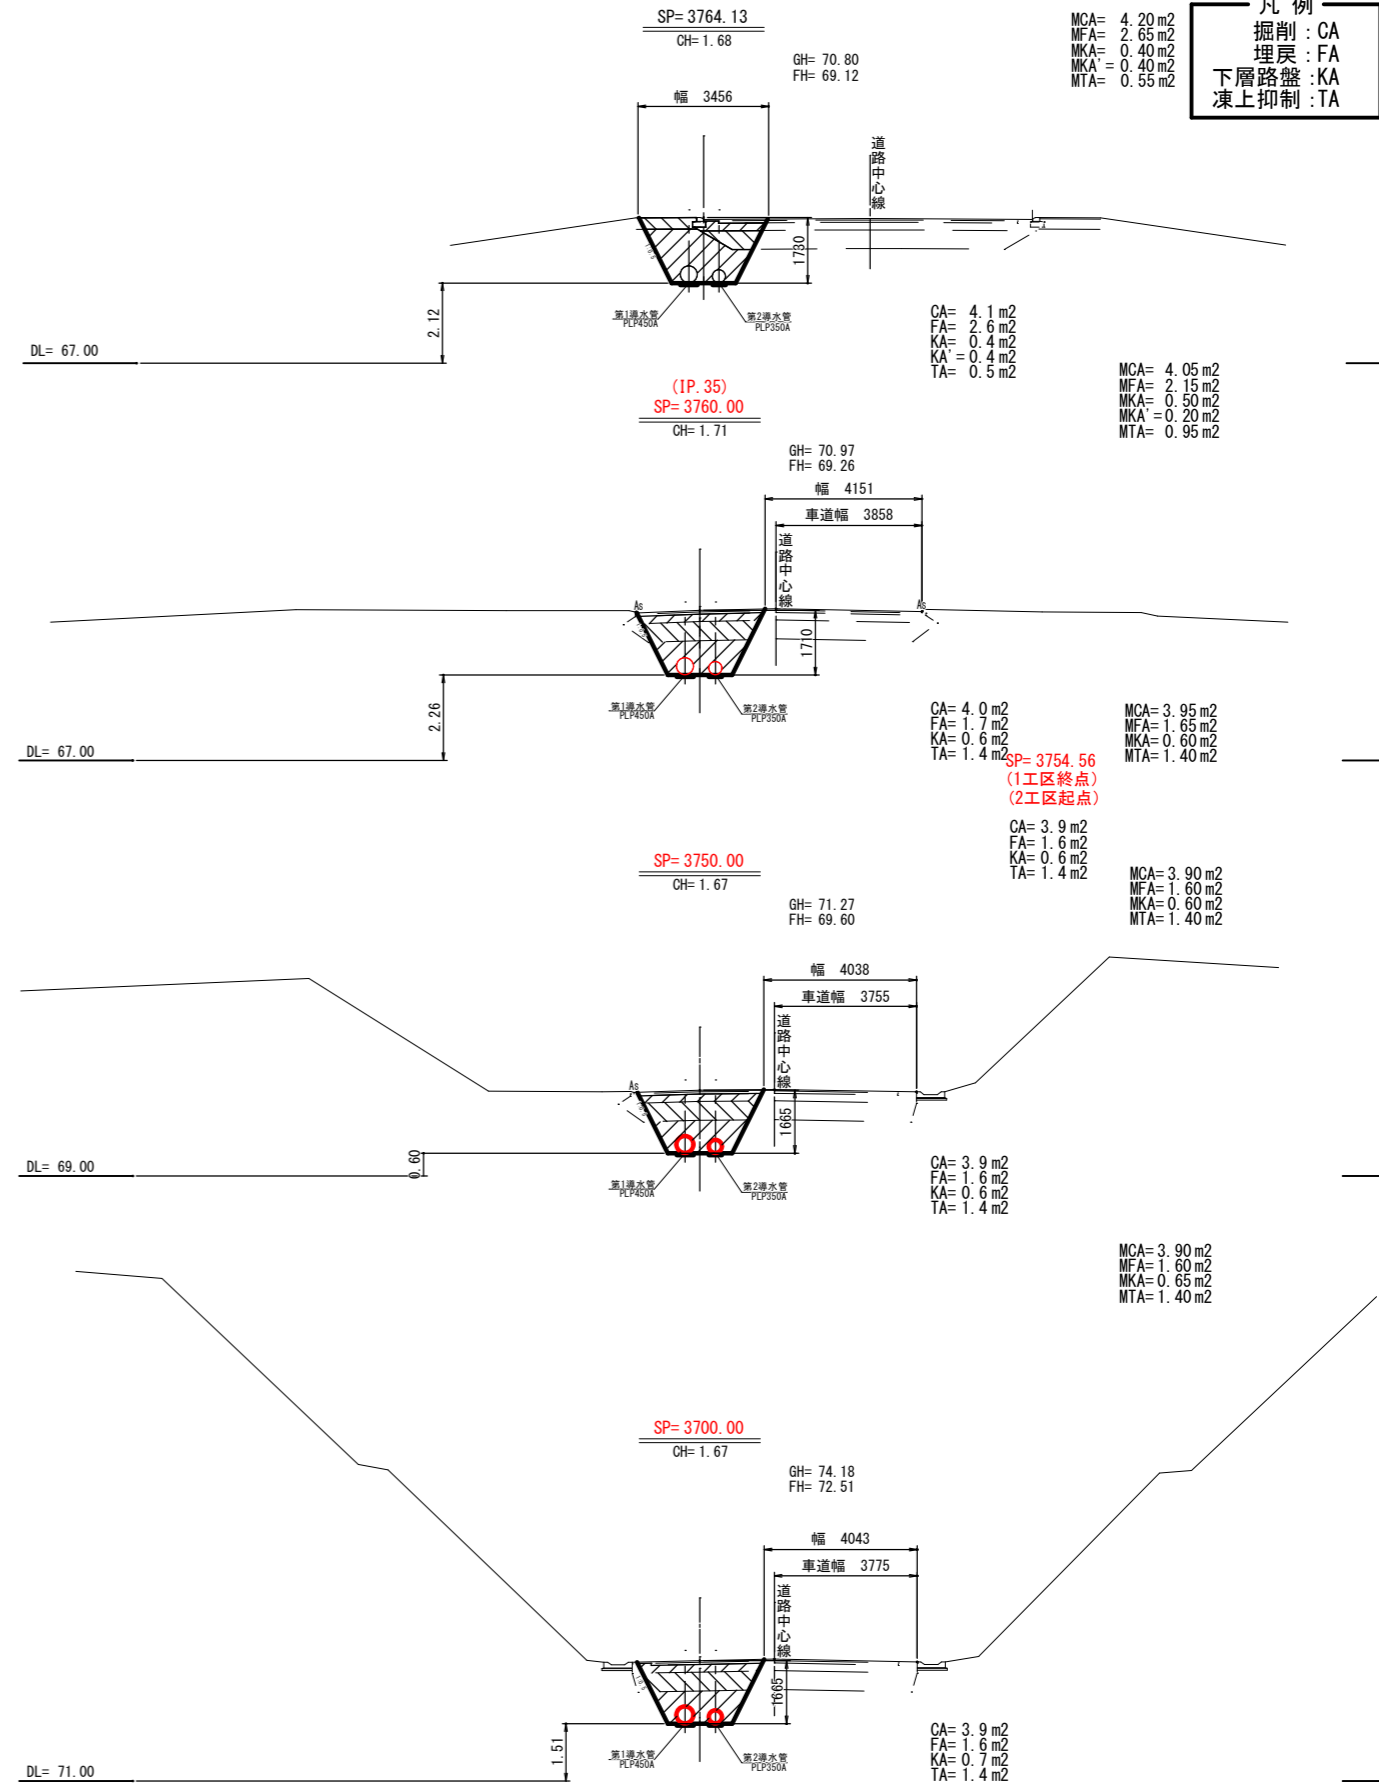 SP= 3764.13
CH= 1.68
GH= 70.80
FH= 69.12
幅 3456
MCA= 4.20 m2
MFA= 2.65 m2
MKA= 0.40 m2
MKA'= 0.40 m2
MTA= 0.55 m2
凡 例
掘削 : CA
埋戻 : FA
下層路盤 : KA
凍上抑制 : TA
道路中心線
1730
1:0.5
第1導水管
PLP450A
第2導水管
PLP350A
2.12
DL= 67.00
CA= 4.1 m2
FA= 2.6 m2
KA= 0.4 m2
KA'= 0.4 m2
TA= 0.5 m2
MCA= 4.05 m2
MFA= 2.15 m2
MKA= 0.50 m2
MKA'= 0.20 m2
MTA= 0.95 m2
(IP.35)
SP= 3760.00
CH= 1.71
GH= 70.97
FH= 69.26
幅 4151
車道幅 3858
道路中心線
As
As
1710
1:0.5
第1導水管
PLP450A
第2導水管
PLP350A
2.26
DL= 67.00
CA= 4.0 m2
FA= 1.7 m2
KA= 0.6 m2
TA= 1.4 m2
MCA= 3.95 m2
MFA= 1.65 m2
MKA= 0.60 m2
MTA= 1.40 m2
SP= 3754.56
(1工区終点)
(2工区起点)
CA= 3.9 m2
FA= 1.6 m2
KA= 0.6 m2
TA= 1.4 m2
MCA= 3.90 m2
MFA= 1.60 m2
MKA= 0.60 m2
MTA= 1.40 m2
SP= 3750.00
CH= 1.67
GH= 71.27
FH= 69.60
幅 4038
車道幅 3755
道路中心線
As
1665
1:0.5
第1導水管
PLP450A
第2導水管
PLP350A
0.60
DL= 69.00
CA= 3.9 m2
FA= 1.6 m2
KA= 0.6 m2
TA= 1.4 m2
MCA= 3.90 m2
MFA= 1.60 m2
MKA= 0.65 m2
MTA= 1.40 m2
SP= 3700.00
CH= 1.67
GH= 74.18
FH= 72.51
幅 4043
車道幅 3775
道路中心線
1665
1:0.5
第1導水管
PLP450A
第2導水管
PLP350A
1.51
DL= 71.00
CA= 3.9 m2
FA= 1.6 m2
KA= 0.7 m2
TA= 1.4 m2